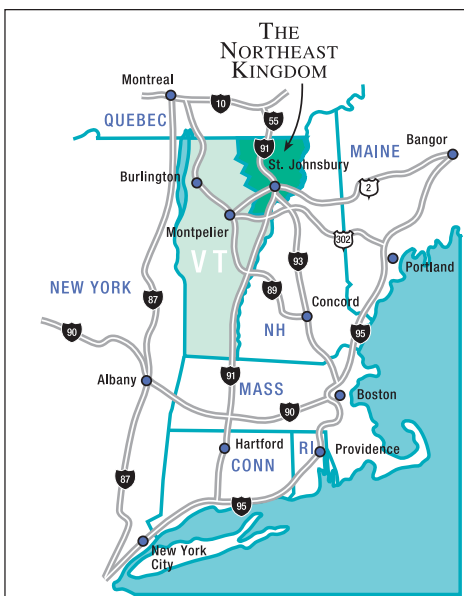 THE
NORTHEAST
KINGDOM
Montreal
10
QUEBEC
55
91
St. Johnsbury
MAINE
Bangor
Burlington
2
Montpelier
302
VT
93
Portland
NEW YORK
87
89
Concord
90
NH
95
Albany
91
MASS
Boston
90
Hartford
RI
Providence
CONN
87
95
New York
City